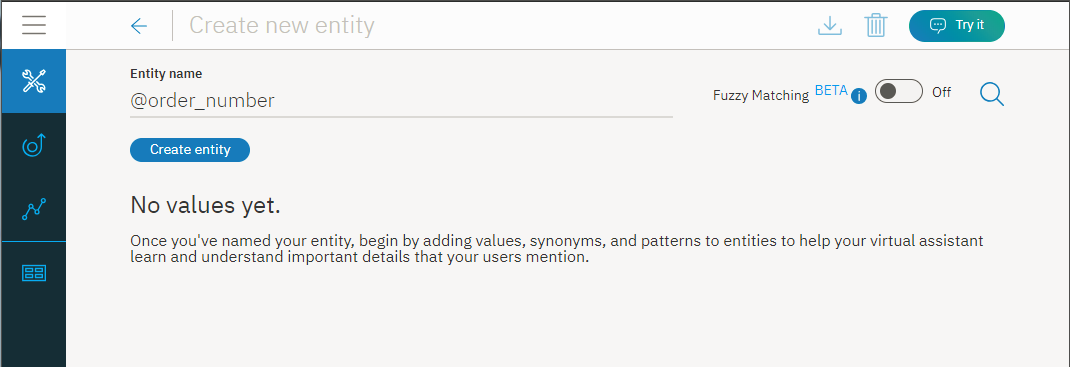 Create new entity
Try it
Entity name
@order_number
Fuzzy Matching BETA i Off
Create entity
No values yet.
Once you've named your entity, begin by adding values, synonyms, and patterns to entities to help your virtual assistant
learn and understand important details that your users mention.